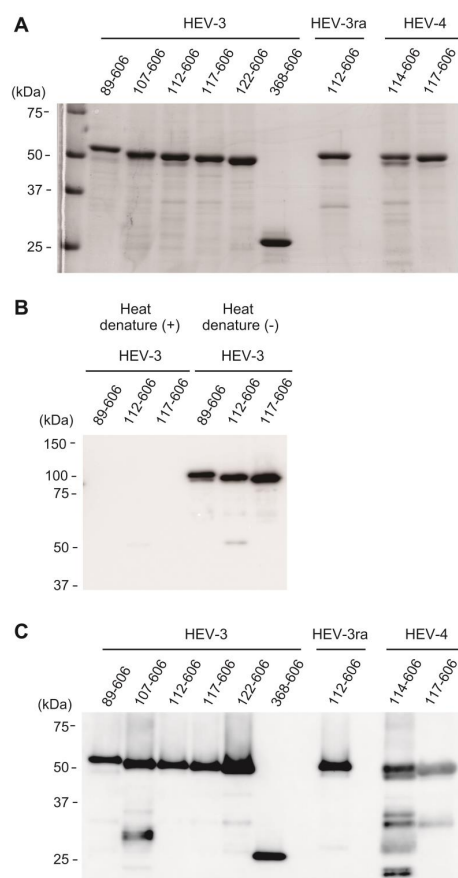 A
HEV-3 HEV-3ra HEV-4
89-606 107-606 112-606 117-606 122-606 368-606 112-606 114-606 117-606
(kDa)
75-
50-
37-
25-
B
Heat denature (+) Heat denature (-)
HEV-3 HEV-3
89-606 112-606 117-606 89-606 112-606 117-606
(kDa)
150-
100-
75-
50-
37-
C
HEV-3 HEV-3ra HEV-4
89-606 107-606 112-606 117-606 122-606 368-606 112-606 114-606 117-606
(kDa)
75-
50-
37-
25-